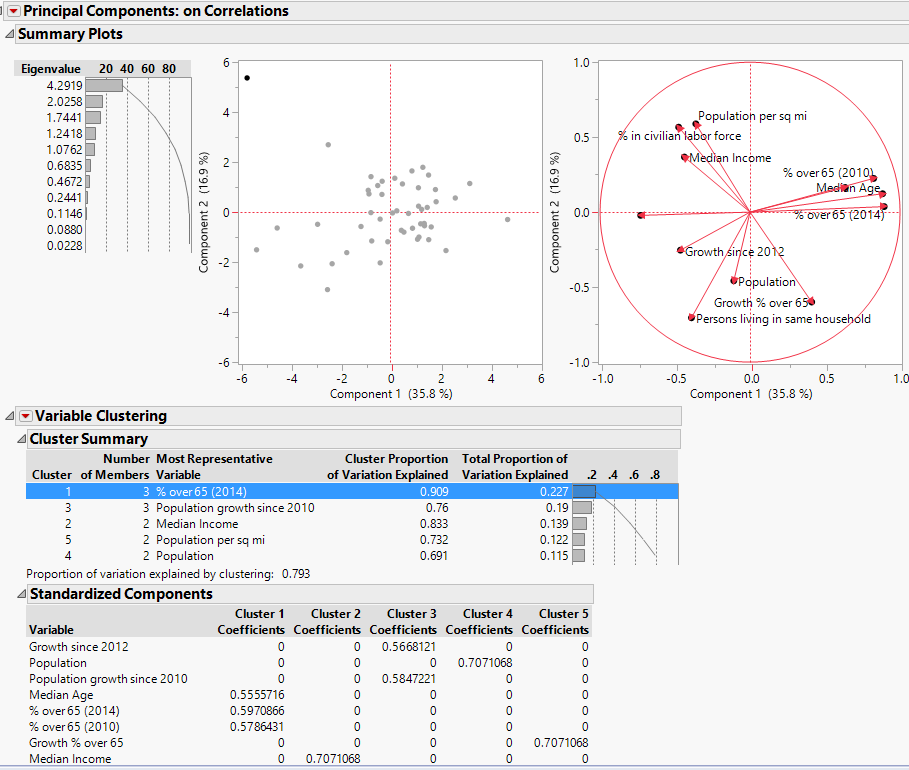 Principal Components: on Correlations
Summary Plots
Eigenvalue 20 40 60 80
4.2919
2.0258
1.7441
1.2418
1.0762
0.6835
0.4672
0.2441
0.1146
0.0880
0.0228
Component 2 (16.9 %)
6
4
2
0
-2
-4
-6
-6 -4 -2 0 2 4 6
Component 1 (35.8 %)
Component 2 (16.9 %)
1.0
0.5
0.0
-0.5
-1.0
Population per sq mi
% in civilian labor force
Median Income
% over 65 (2010)
Median Age
% over 65 (2014)
Growth since 2012
Population
Growth % over 65
Persons living in same household
-1.0 -0.5 0.0 0.5 1.0
Component 1 (35.8 %)
Variable Clustering
Cluster Summary
Cluster Number of Members Most Representative Variable Cluster Proportion of Variation Explained Total Proportion of Variation Explained .2 .4 .6 .8
1 3 % over 65 (2014) 0.909 0.227
3 3 Population growth since 2010 0.76 0.19
2 2 Median Income 0.833 0.139
5 2 Population per sq mi 0.732 0.122
4 2 Population 0.691 0.115
Proportion of variation explained by clustering: 0.793
Standardized Components
Variable Cluster 1 Coefficients Cluster 2 Coefficients Cluster 3 Coefficients Cluster 4 Coefficients Cluster 5 Coefficients
Growth since 2012 0 0 0.5668121 0 0
Population 0 0 0 0.7071068 0
Population growth since 2010 0 0 0.5847221 0 0
Median Age 0.5555716 0 0 0 0
% over 65 (2014) 0.5970866 0 0 0 0
% over 65 (2010) 0.5786431 0 0 0 0
Growth % over 65 0 0 0 0 0.7071068
Median Income 0 0.7071068 0 0 0